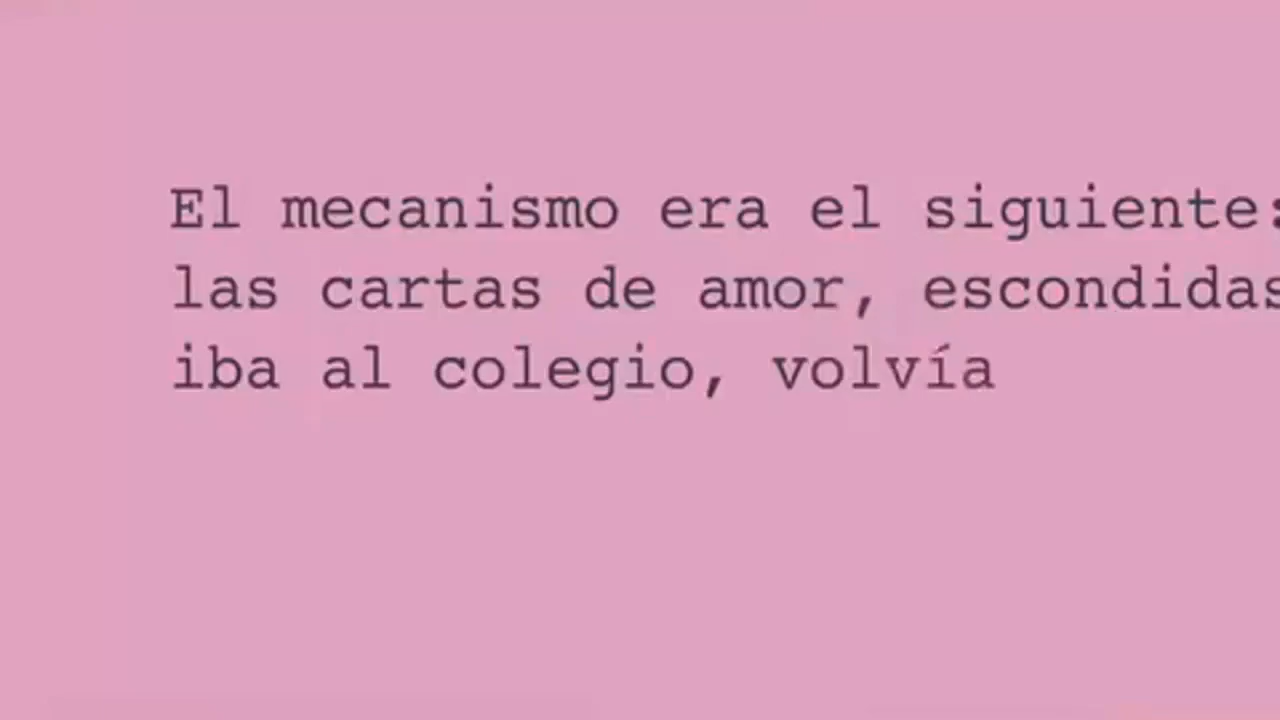 El mecanismo era el siguiente:
las cartas de amor, escondidas
iba al colegio, volvía